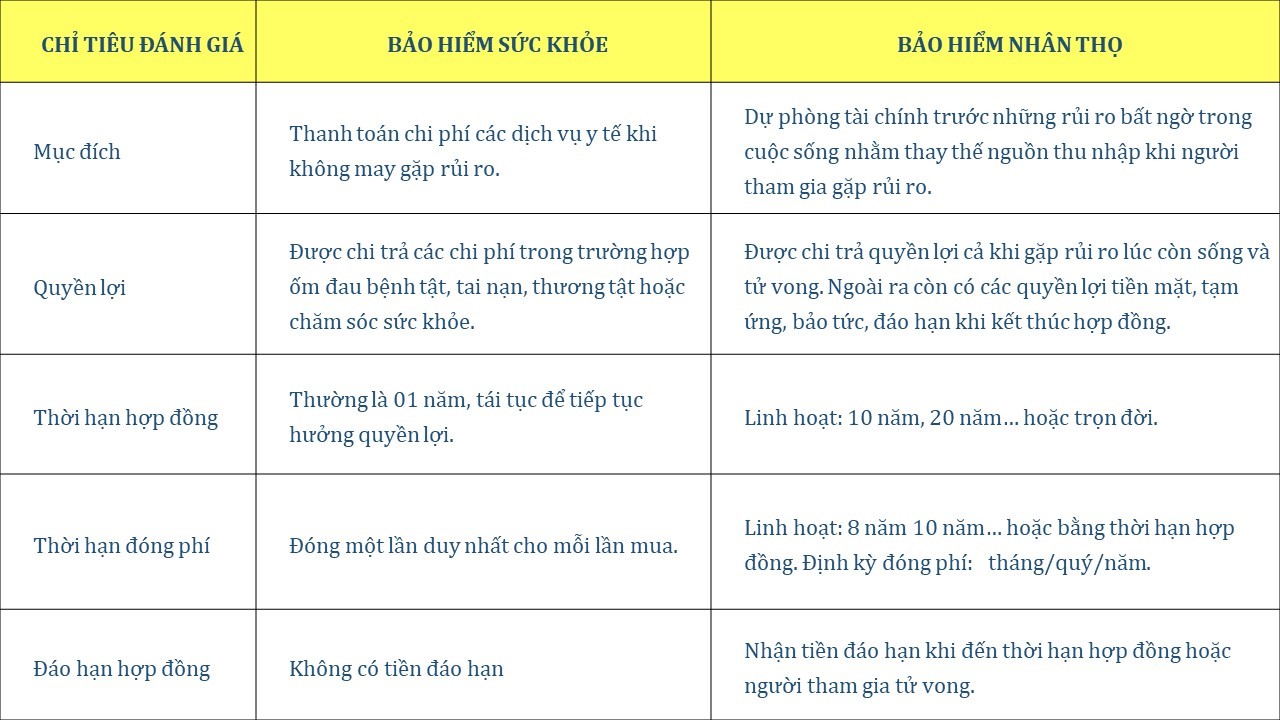 CHỈ TIÊU ĐÁNH GIÁ
BẢO HIỂM SỨC KHỎE
BẢO HIỂM NHÂN THỌ
Mục đích
Thanh toán chi phí các dịch vụ y tế khi
không may gặp rủi ro.
Dự phòng tài chính trước những rủi ro bất ngờ trong
cuộc sống nhằm thay thế nguồn thu nhập khi người
tham gia gặp rủi ro.
Quyền lợi
Được chi trả các chi phí trong trường hợp
ốm đau bệnh tật, tai nạn, thương tật hoặc
chăm sóc sức khỏe.
Được chi trả quyền lợi cả khi gặp rủi ro lúc còn sống và
tử vong. Ngoài ra còn có các quyền lợi tiền mặt, tạm
ứng, bảo tức, đáo hạn khi kết thúc hợp đồng.
Thời hạn hợp đồng
Thường là 01 năm, tái tục để tiếp tục
hưởng quyền lợi.
Linh hoạt: 10 năm, 20 năm... hoặc trọn đời.
Thời hạn đóng phí
Đóng một lần duy nhất cho mỗi lần mua.
Linh hoạt: 8 năm 10 năm... hoặc bằng thời hạn hợp
đồng. Định kỳ đóng phí: tháng/quý/năm.
Đáo hạn hợp đồng
Không có tiền đáo hạn
Nhận tiền đáo hạn khi đến thời hạn hợp đồng hoặc
người tham gia tử vong.